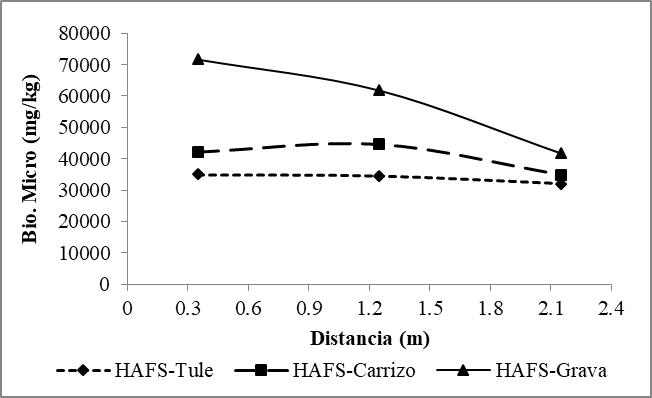 80000
70000
60000
50000
40000
30000
20000
10000
0
Bio. Micro (mg/kg)
0 0.3 0.6 0.9 1.2 1.5 1.8 2.1 2.4
Distancia (m)
HAFS-Tule HAFS-Carrizo HAFS-Grava